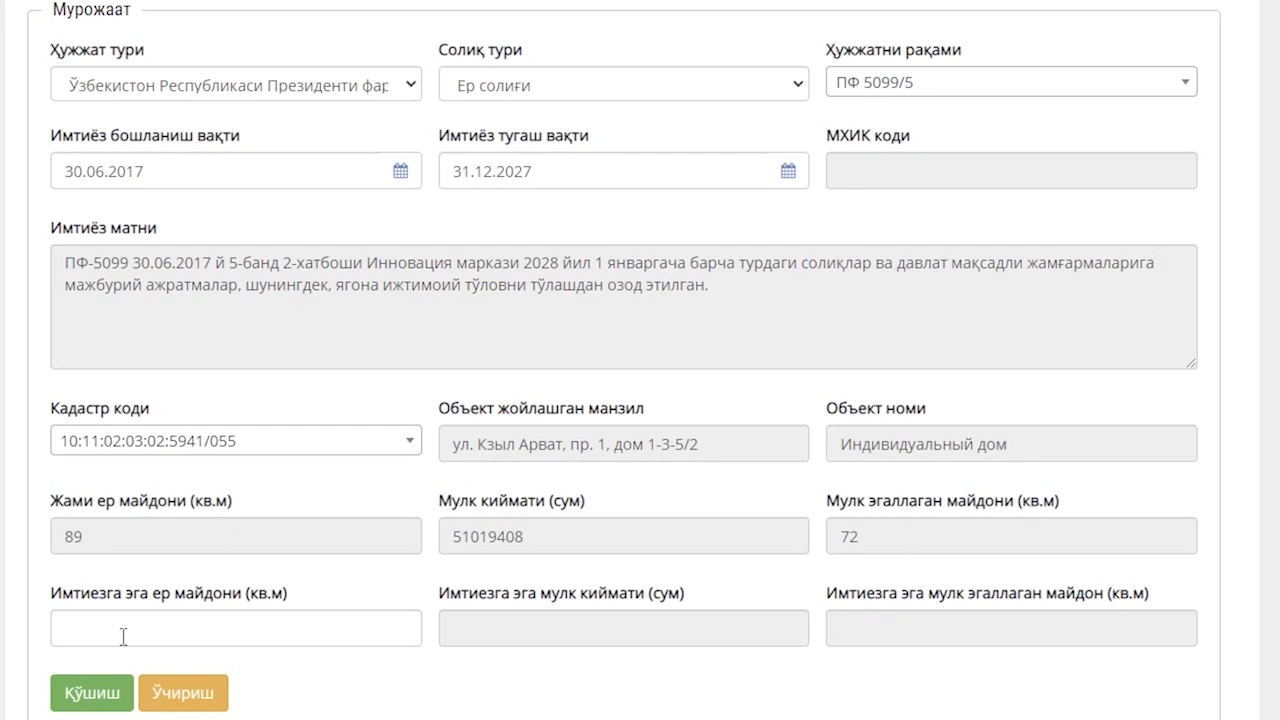 Мурожаат
Ҳужжат тури
Солиқ тури
Ҳужжатни рақами
Ўзбекистон Республикаси Президенти фар
Ер солиғи
ПФ 5099/5
Имтиёз бошланиш вақти
Имтиёз тугаш вақти
МХИК коди
30.06.2017
31.12.2027
Имтиёз матни
ПФ-5099 30.06.2017 й 5-банд 2-хатбоши Инновация маркази 2028 йил 1 январгача барча турдаги солиқлар ва давлат мақсадли жамғармаларига
мажбурий ажратмалар, шунингдек, ягона ижтимоий тўловни тўлашдан озод этилган.
Кадастр коди
Объект жойлашган манзил
Объект номи
10:11:02:03:02:5941/055
ул. Кзыл Арват, пр. 1, дом 1-3-5/2
Индивидуальный дом
Жами ер майдони (кв.м)
Мулк киймати (сум)
Мулк эгаллаган майдони (кв.м)
89
51019408
72
Имтиезга эга ер майдони (кв.м)
Имтиезга эга мулк киймати (сум)
Имтиезга эга мулк эгаллаган майдон (кв.м)
Қўшиш
Ўчириш